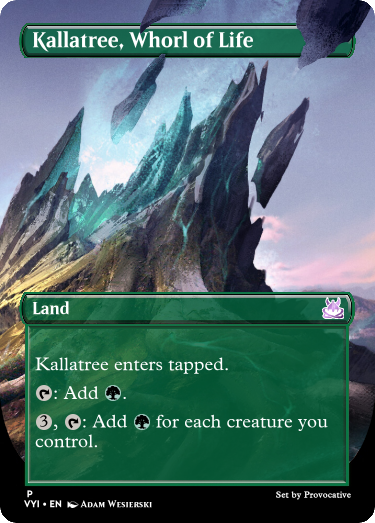 Kallatree, Whorl of Life
Land
Kallatree enters tapped.
: Add .
3, : Add for each creature you
control.
P
VYI • EN Adam Wesierski
Set by Provocative